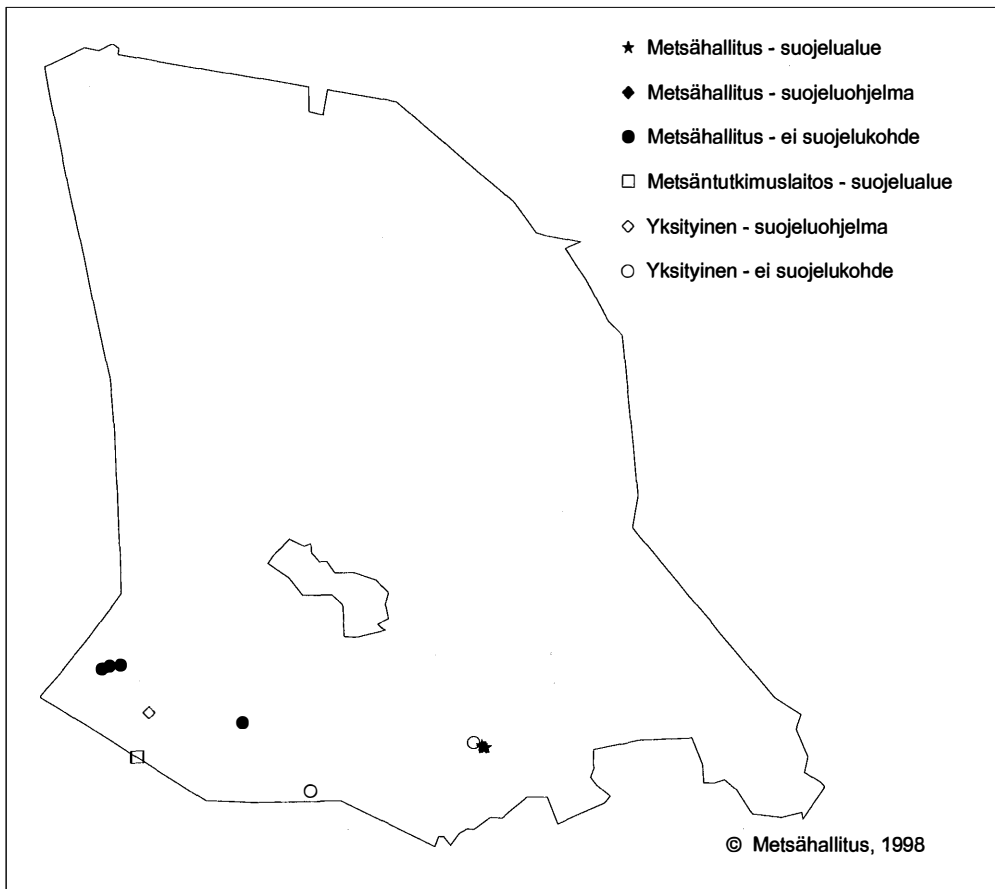 Metsähallitus - suojelualue
Metsähallitus - suojeluohjelma
Metsähallitus - ei suojelukohde
Metsäntutkimuslaitos - suojelualue
Yksityinen - suojeluohjelma
Yksityinen - ei suojelukohde
© Metsähallitus, 1998